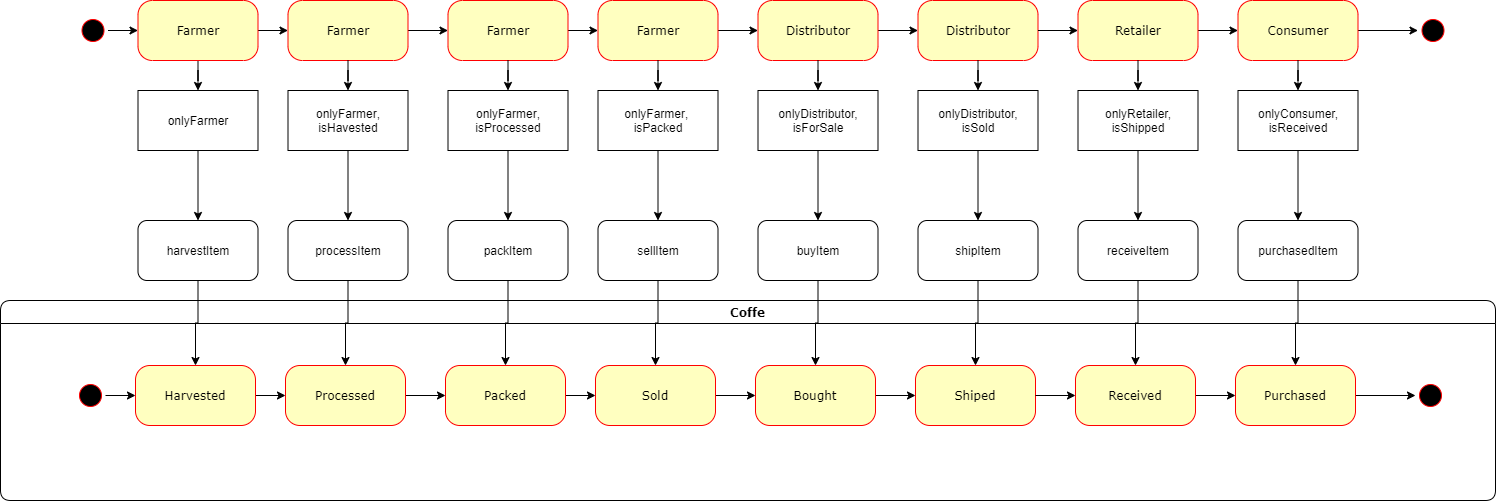 Farmer
Farmer
Farmer
Farmer
Distributor
Distributor
Retailer
Consumer
onlyFarmer
onlyFarmer,
isHavested
onlyFarmer,
isProcessed
onlyFarmer,
isPacked
onlyDistributor,
isForSale
onlyDistributor,
isSold
onlyRetailer,
isShipped
onlyConsumer,
isReceived
harvestItem
processItem
packItem
sellItem
buyItem
shipItem
receiveItem
purchasedItem
Coffe
Harvested
Processed
Packed
Sold
Bought
Shiped
Received
Purchased